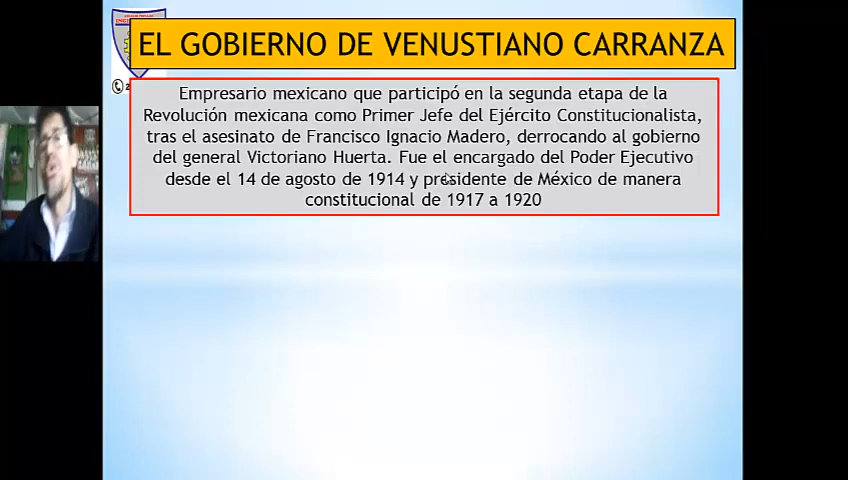 EL GOBIERNO DE VENUSTIANO CARRANZA
Empresario mexicano que participó en la segunda etapa de la
Revolución mexicana como Primer Jefe del Ejército Constitucionalista,
tras el asesinato de Francisco Ignacio Madero, derrocando al gobierno
del general Victoriano Huerta. Fue el encargado del Poder Ejecutivo
desde el 14 de agosto de 1914 y presidente de México de manera
constitucional de 1917 a 1920